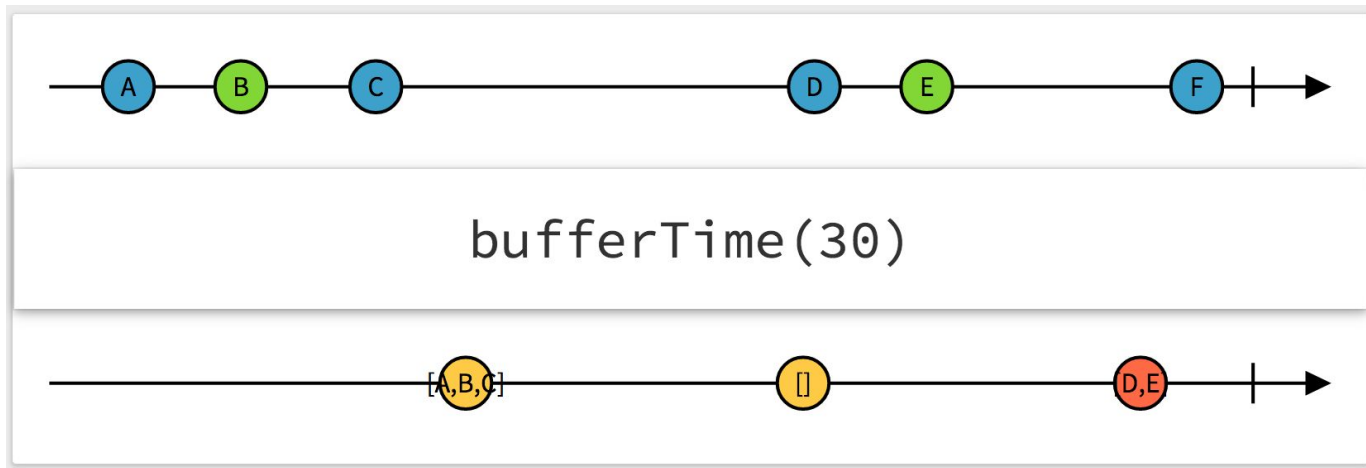 A B C D E F
bufferTime(30)
[A,B,C] [] [D,E]